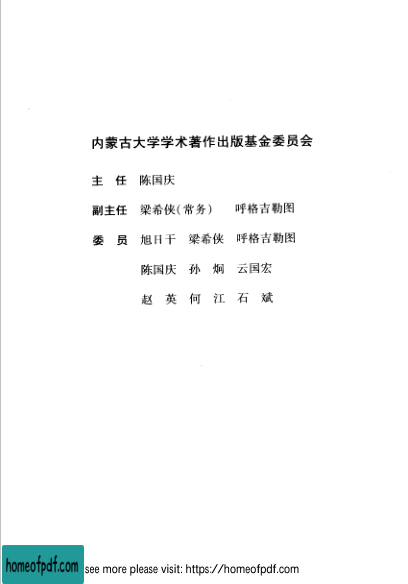 内蒙古大学学术著作出版基金委员会
主 任 陈国庆
副主任 梁希侠(常务) 呼格吉勒图
委 员 旭日干 梁希侠 呼格吉勒图
陈国庆 孙 炯 云国宏
赵 英 何 江 石 斌
homeofpdf.com
see more please visit: https://homeofpdf.com